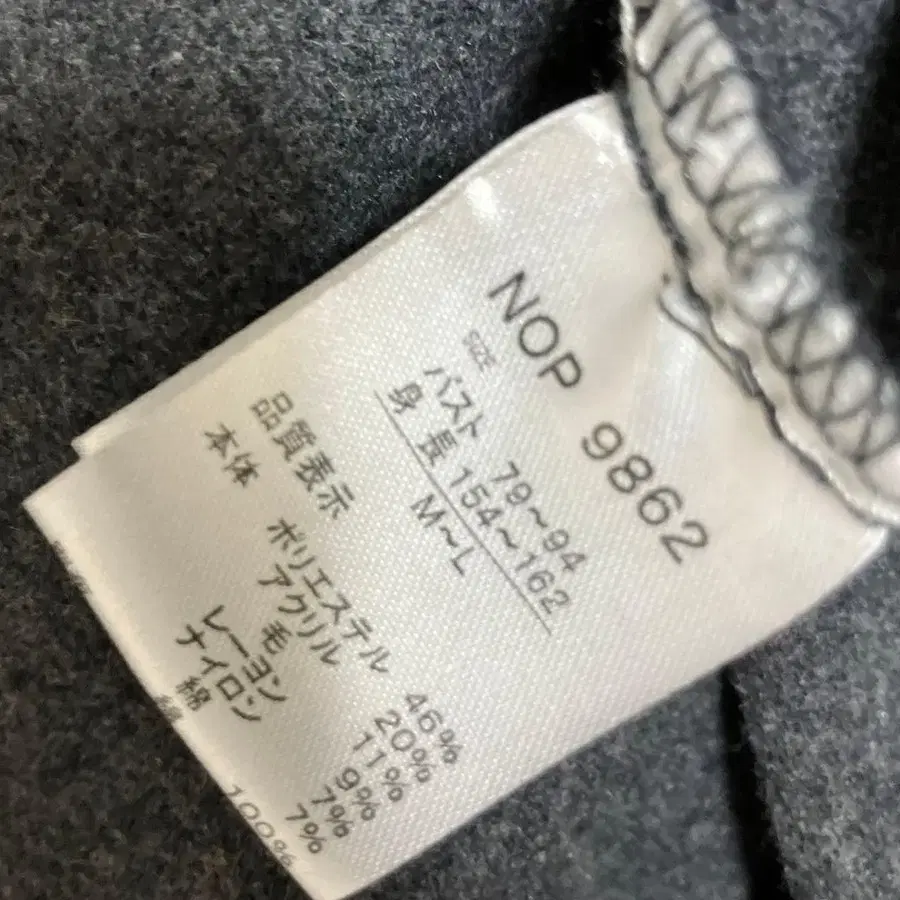 NOP 9862
SIZE
バスト 79~94
身 長 154~162
M~L
品質表示
本体
ポリエステル 46%
アクリル 20%
毛 11%
レーヨン 9%
ナイロン 7%
綿 7%
100%